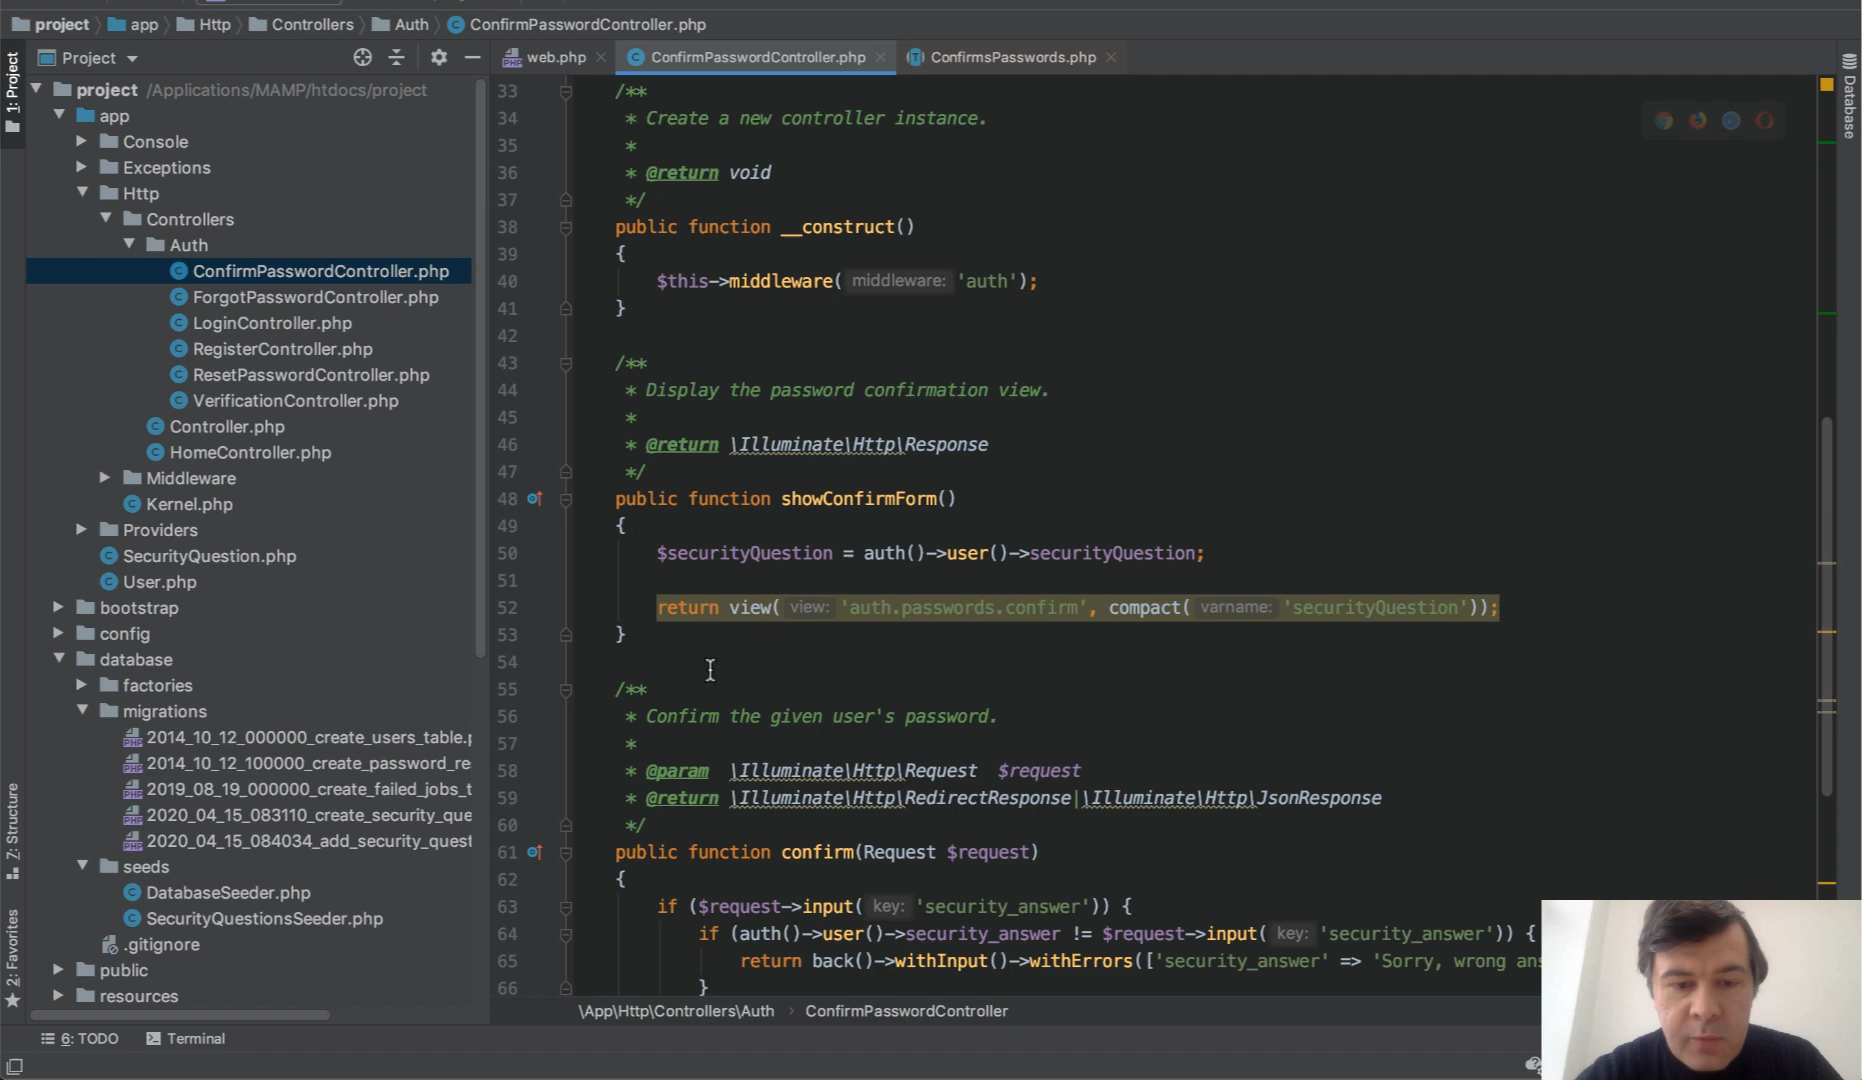 project app Http Controllers Auth ConfirmPasswordController.php
1: Project
7: Structure
2: Favorites
Database
Project
project /Applications/MAMP/htdocs/project
app
Console
Exceptions
Http
Controllers
Auth
ConfirmPasswordController.php
ForgotPasswordController.php
LoginController.php
RegisterController.php
ResetPasswordController.php
VerificationController.php
Controller.php
HomeController.php
Middleware
Kernel.php
Providers
SecurityQuestion.php
User.php
bootstrap
config
database
factories
migrations
2014_10_12_000000_create_users_table.p
2014_10_12_100000_create_password_re
2019_08_19_000000_create_failed_jobs_t
2020_04_15_083110_create_security_que
2020_04_15_084034_add_security_quest
seeds
DatabaseSeeder.php
SecurityQuestionsSeeder.php
.gitignore
public
resources
web.php ConfirmPasswordController.php ConfirmsPasswords.php
33 /**
34 * Create a new controller instance.
35 *
36 * @return void
37 */
38 public function __construct()
39 {
40 $this->middleware( middleware: 'auth');
41 }
42
43 /**
44 * Display the password confirmation view.
45 *
46 * @return \Illuminate\Http\Response
47 */
48 public function showConfirmForm()
49 {
50 $securityQuestion = auth()->user()->securityQuestion;
51
52 return view( view: 'auth.passwords.confirm', compact( varname: 'securityQuestion'));
53 }
54
55 /**
56 * Confirm the given user's password.
57 *
58 * @param \Illuminate\Http\Request $request
59 * @return \Illuminate\Http\RedirectResponse|\Illuminate\Http\JsonResponse
60 */
61 public function confirm(Request $request)
62 {
63 if ($request->input( key: 'security_answer')) {
64 if (auth()->user()->security_answer != $request->input( key: 'security_answer')) {
65 return back()->withInput()->withErrors(['security_answer' => 'Sorry, wrong ans
66 }
\App\Http\Controllers\Auth › ConfirmPasswordController
6: TODO Terminal